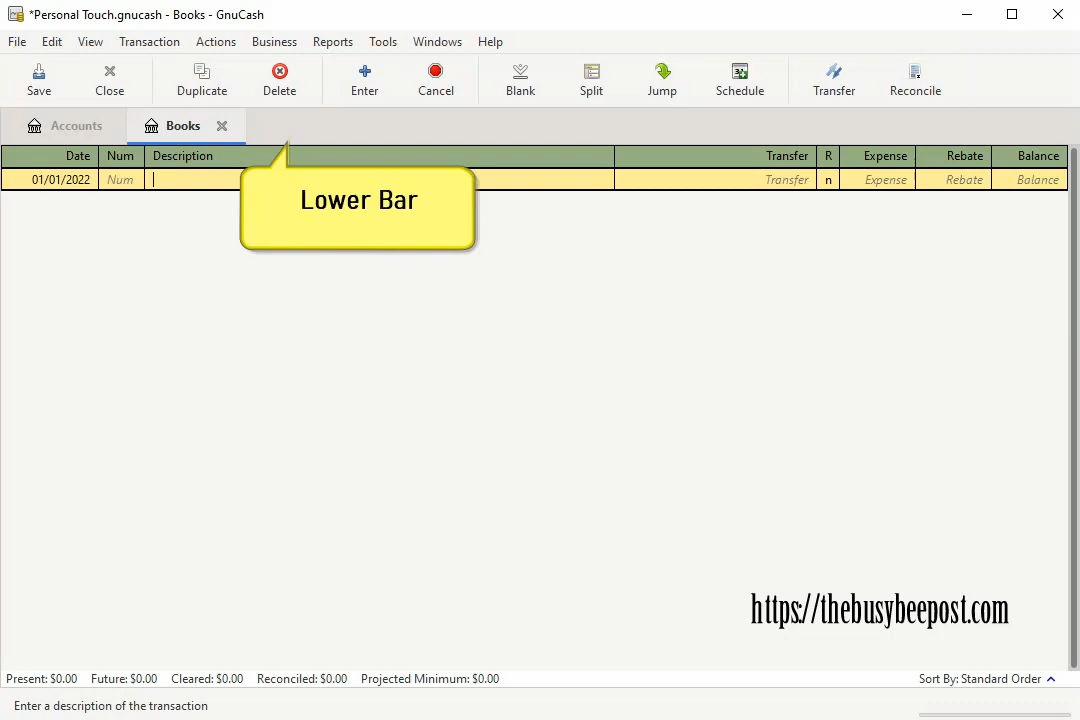 *Personal Touch.gnucash - Books - GnuCash
File Edit View Transaction Actions Business Reports Tools Windows Help
Save Close Duplicate Delete Enter Cancel Blank Split Jump Schedule Transfer Reconcile
Accounts Books
Date Num Description Transfer R Expense Rebate Balance
01/01/2022 Num Transfer n Expense Rebate Balance
Lower Bar
https://thebusybeepost.com
Present: $0.00 Future: $0.00 Cleared: $0.00 Reconciled: $0.00 Projected Minimum: $0.00 Sort By: Standard Order
Enter a description of the transaction